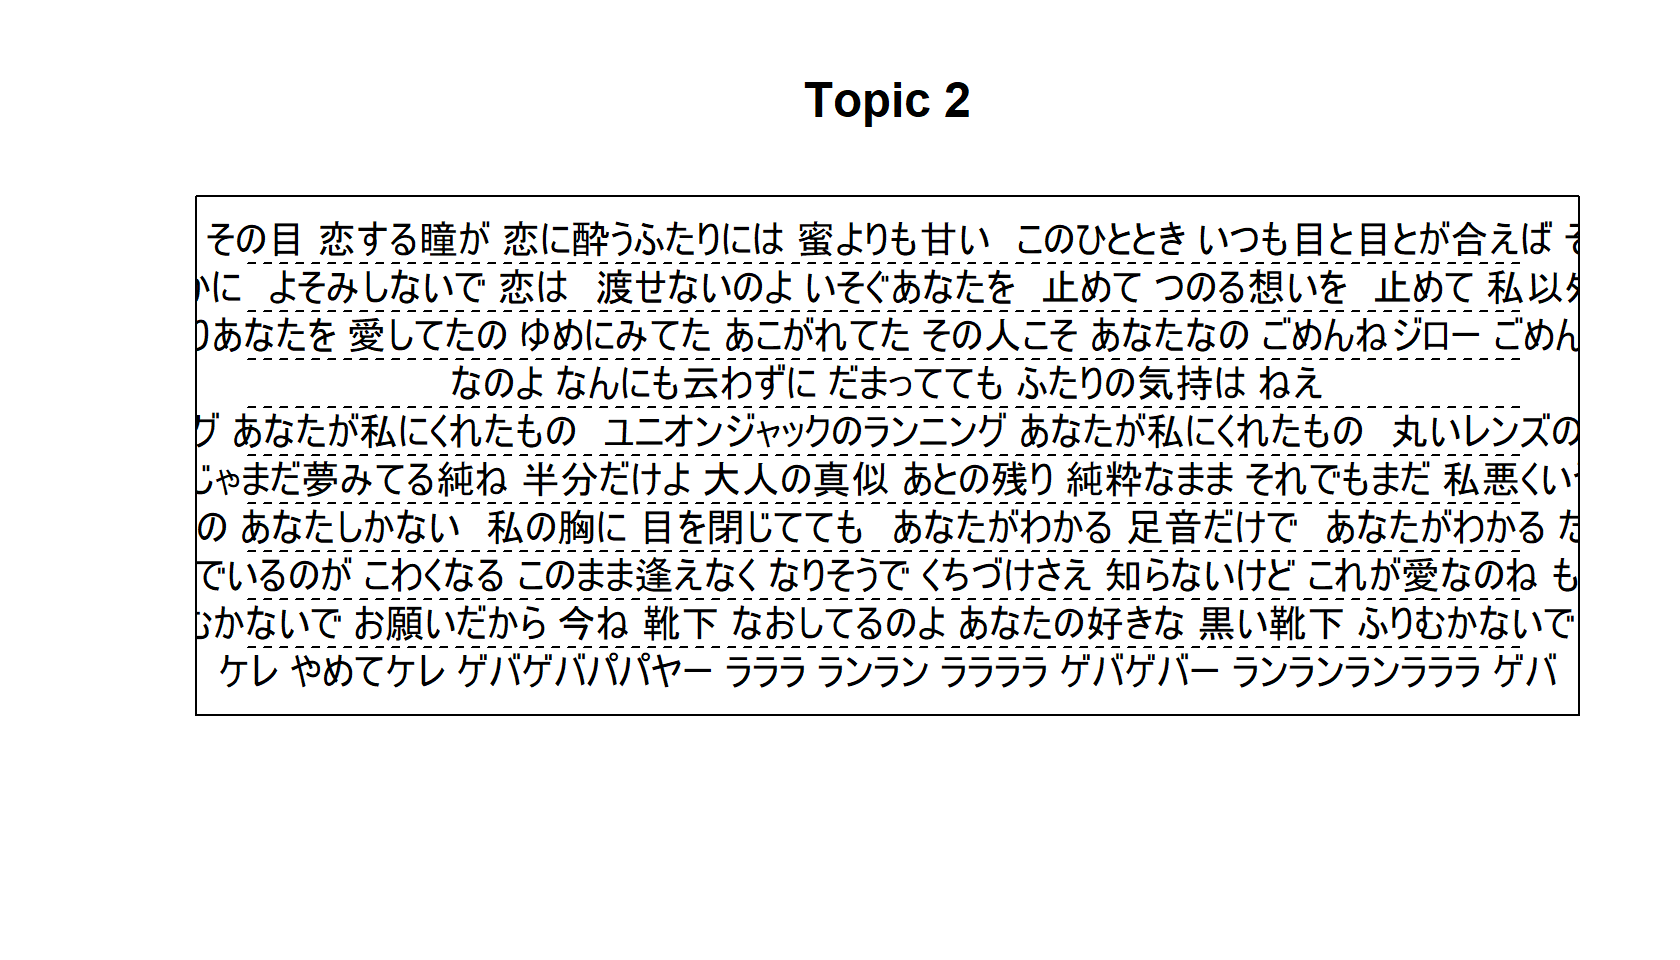 Topic 2
その目 恋する瞳が 恋に酔うふたりには 蜜よりも甘い このひととき いつも目と目とが合えば そ
かに よそみしないで 恋は 渡せないのよ いそぐあなたを 止めて つのる想いを 止めて 私以外
りあなたを 愛してたの ゆめにみてた あこがれてた その人こそ あなたなの ごめんねジロー ごめん
なのよ なんにも云わずに だまってても ふたりの気持は ねえ
グ あなたが私にくれたもの ユニオンジャックのランニング あなたが私にくれたもの 丸いレンズの
じゃまだ夢みてる純ね 半分だけよ 大人の真似 あとの残り 純粋なまま それでもまだ 私悪くいう
の あなたしかない 私の胸に 目を閉じてても あなたがわかる 足音だけで あなたがわかる た
でいるのが こわくなる このまま逢えなく なりそうで くちづけさえ 知らないけど これが愛なのね も
むかないで お願いだから 今ね 靴下 なおしてるのよ あなたの好きな 黒い靴下 ふりむかないで
ケレ やめてケレ ゲバゲバパパヤー ラララ ランラン ララララ ゲバゲバー ランランランラララ ゲバ